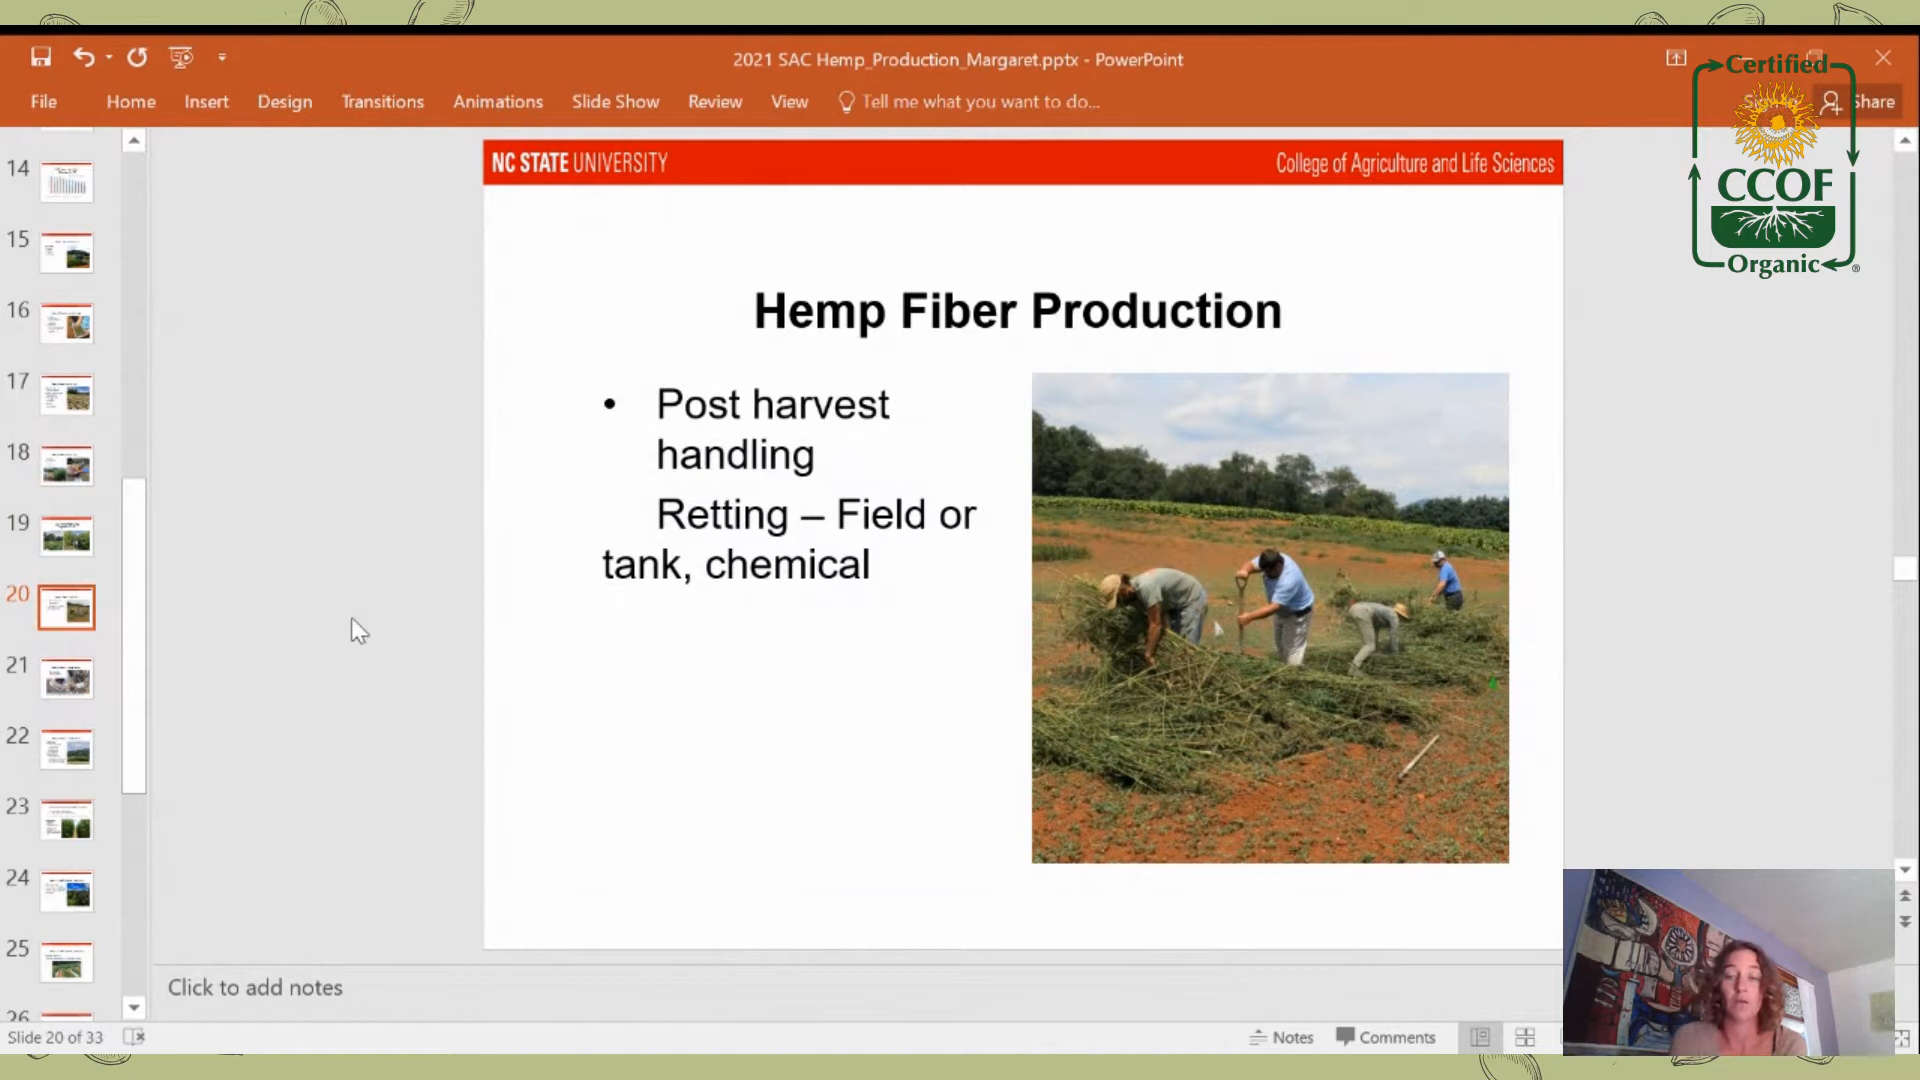 2021 SAC Hemp_Production_Margaret.pptx - PowerPoint
File Home Insert Design Transitions Animations Slide Show Review View Tell me what you want to do... Share
Certified
CCOF
Organic
®
NC STATE UNIVERSITY
College of Agriculture and Life Sciences
Hemp Fiber Production
• Post harvest
handling
Retting – Field or
tank, chemical
14
15
16
17
18
19
20
21
22
23
24
25
26
Click to add notes
Slide 20 of 33
Notes
Comments